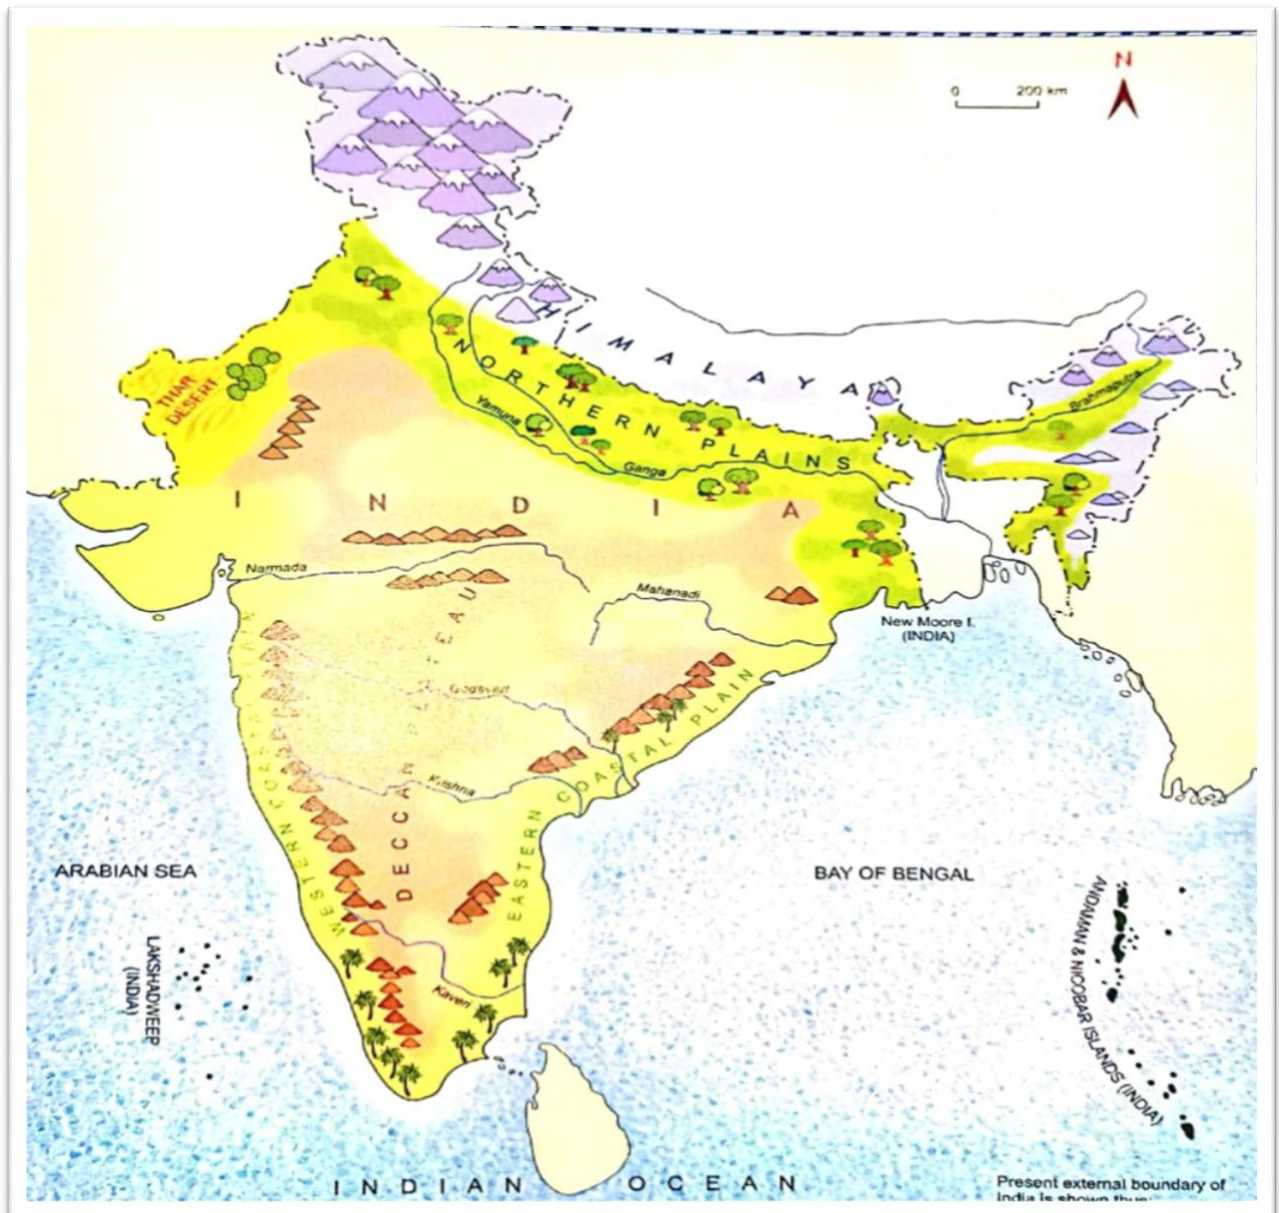 N
0 200 km
HIMALAYA
NORTHERN PLAINS
THAR
DESERT
Yamuna
Ganga
Brahmaputra
INDIA
Narmada
Mahanadi
New Moore I.
(INDIA)
Godavari
Krishna
DECCAN
WESTERN COASTAL PLAIN
EASTERN COASTAL PLAIN
Kaveri
ARABIAN SEA
BAY OF BENGAL
LAKSHADWEEP
(INDIA)
ANDAMAN & NICOBAR ISLANDS (INDIA)
INDIAN OCEAN
Present external boundary of
India is shown thus: